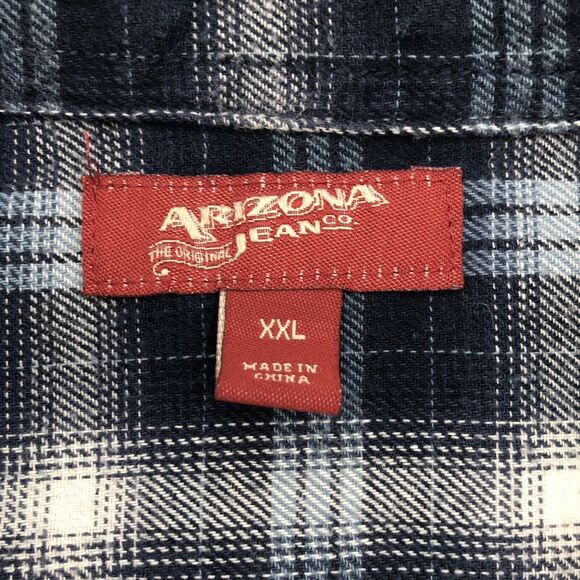 ARIZONA
THE ORIGINAL JEAN CO.
XXL
MADE IN
CHINA